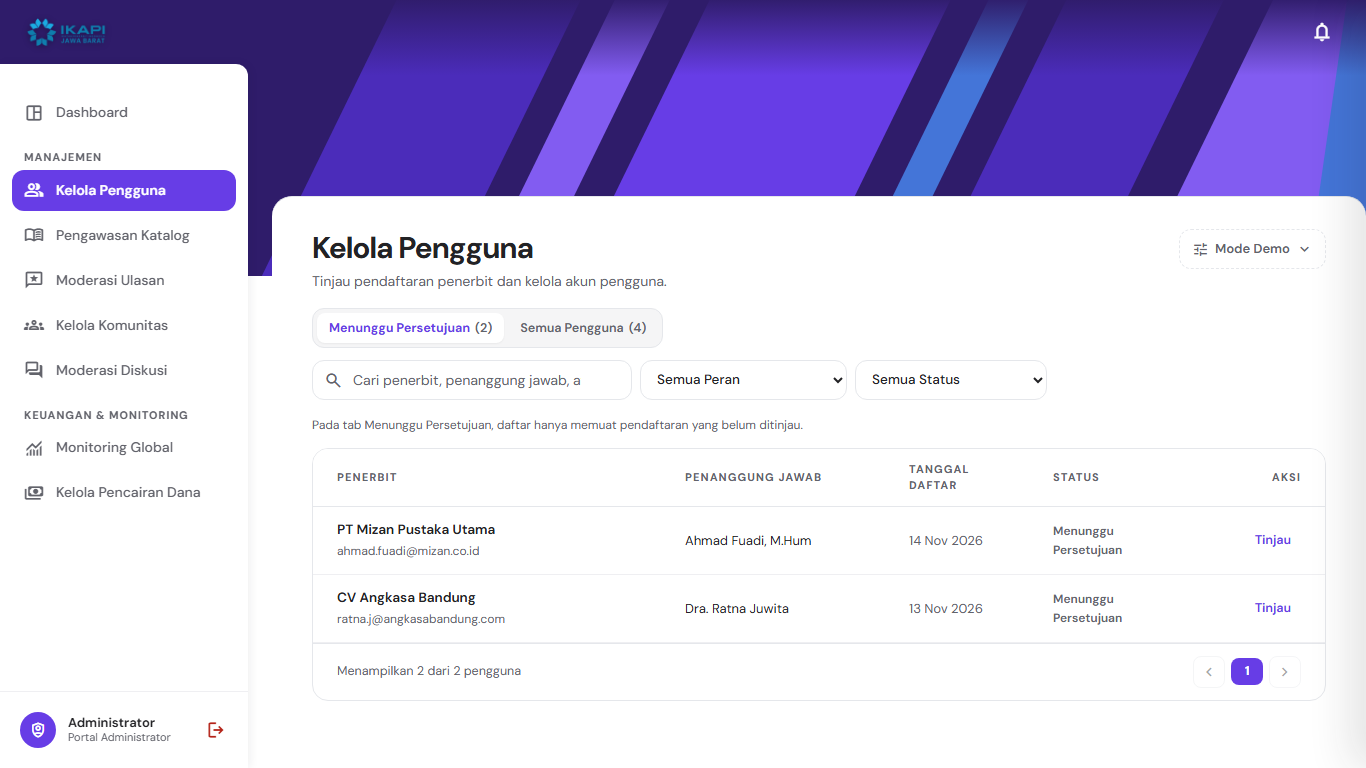 IKAPI
JAWA BARAT
Dashboard
MANAJEMEN
Kelola Pengguna
Pengawasan Katalog
Moderasi Ulasan
Kelola Komunitas
Moderasi Diskusi
KEUANGAN & MONITORING
Monitoring Global
Kelola Pencairan Dana
Administrator
Portal Administrator
Kelola Pengguna
Mode Demo
Tinjau pendaftaran penerbit dan kelola akun pengguna.
Menunggu Persetujuan (2) Semua Pengguna (4)
Cari penerbit, penanggung jawab, a Semua Peran Semua Status
Pada tab Menunggu Persetujuan, daftar hanya memuat pendaftaran yang belum ditinjau.
PENERBIT PENANGGUNG JAWAB TANGGAL DAFTAR STATUS AKSI
PT Mizan Pustaka Utama
ahmad.fuadi@mizan.co.id
Ahmad Fuadi, M.Hum
14 Nov 2026
Menunggu
Persetujuan
Tinjau
CV Angkasa Bandung
ratna.j@angkasabandung.com
Dra. Ratna Juwita
13 Nov 2026
Menunggu
Persetujuan
Tinjau
Menampilkan 2 dari 2 pengguna
1